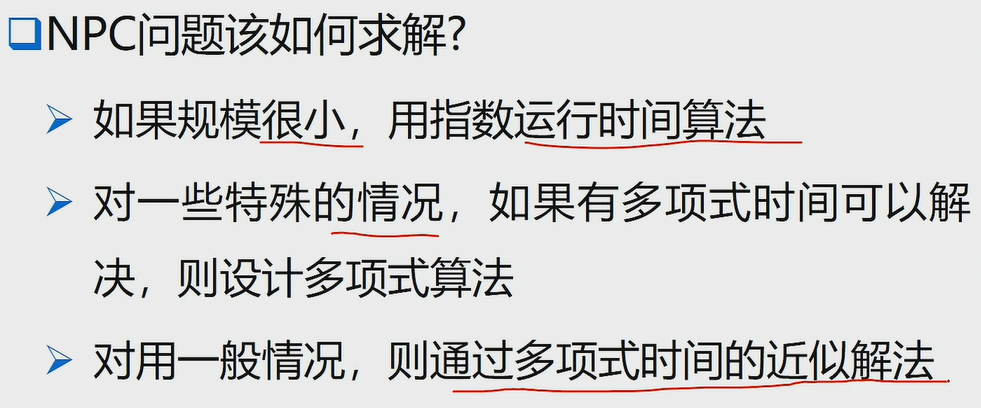 NPC问题该如何求解?
如果规模很小，用指数运行时间算法
对一些特殊的情况，如果有多项式时间可以解
决，则设计多项式算法
对用一般情况，则通过多项式时间的近似解法